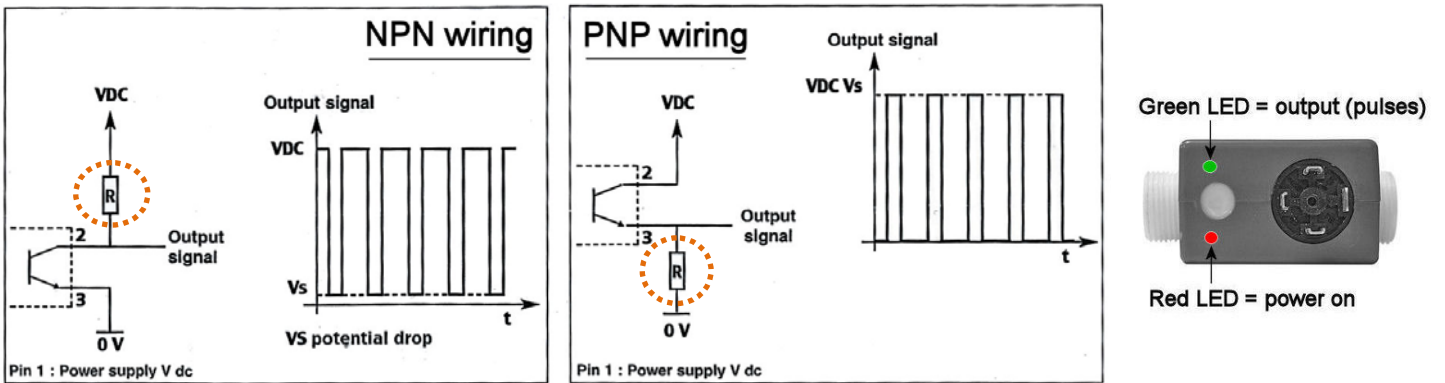 NPN wiring
VDC
R
2
3
0 V
Output
signal
Output signal
VDC
Vs
t
VS potential drop
Pin 1 : Power supply V dc
PNP wiring
VDC
2
3
R
0 V
Output
signal
Output signal
VDC Vs
t
Pin 1 : Power supply V dc
Green LED = output (pulses)
Red LED = power on